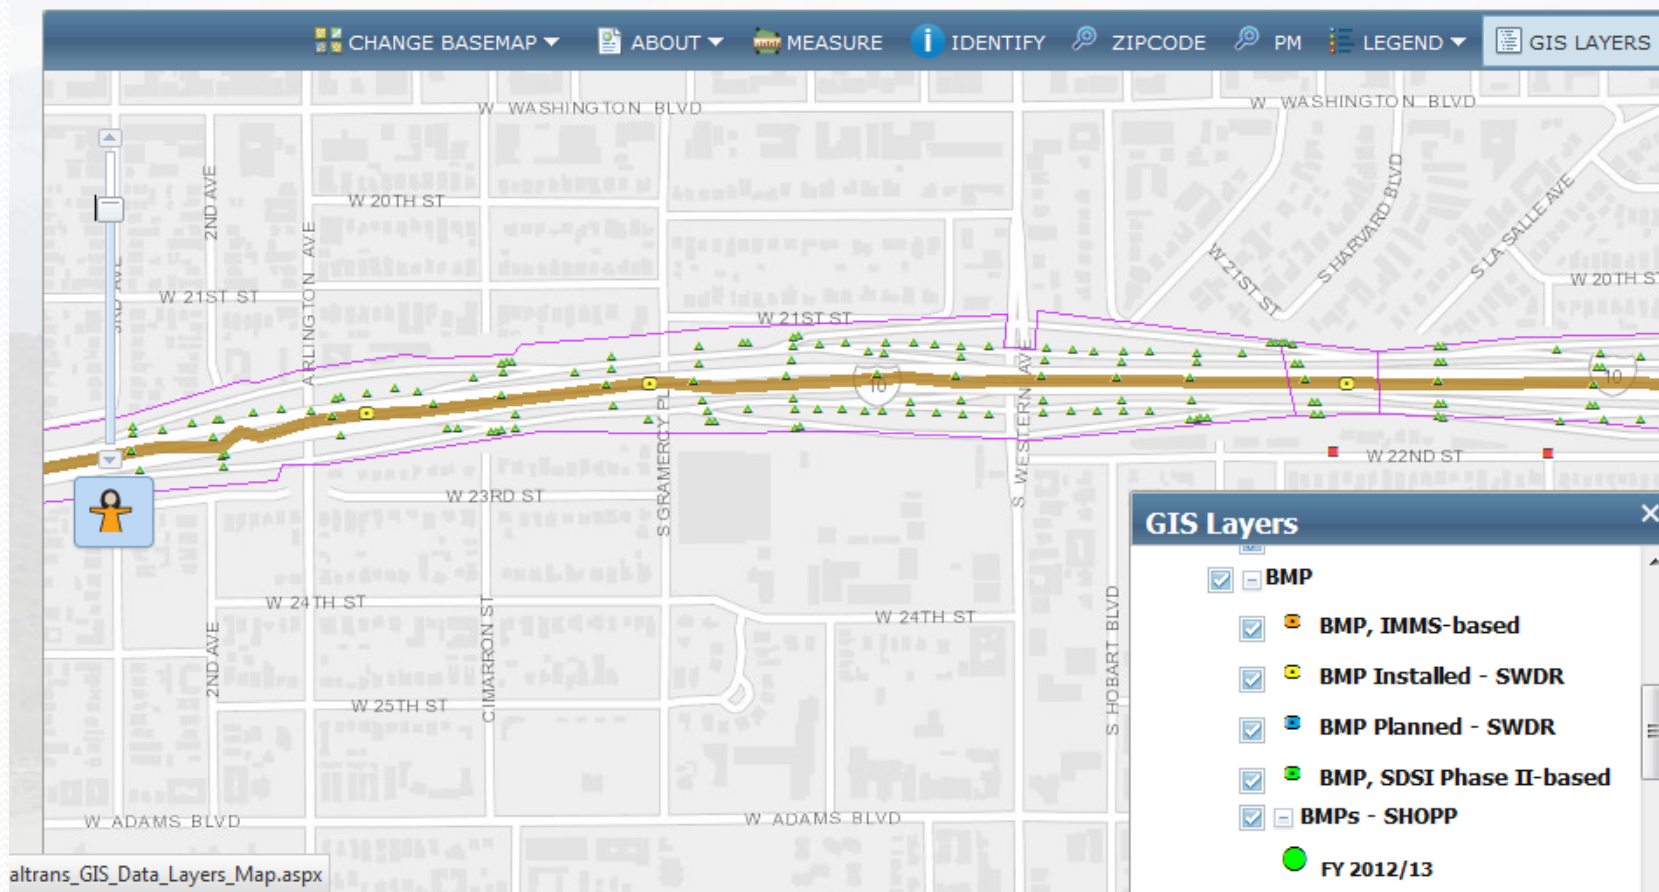 CHANGE BASEMAP
ABOUT
MEASURE
IDENTIFY
ZIPCODE
PM
LEGEND
GIS LAYERS
W WASHINGTON BLVD
W WASHINGTON BLVD
2ND AVE
W 20TH ST
ARLINGTON AVE
W 21ST ST
W 21ST ST
W 21ST ST
S HARVARD BLVD
S LA SALLE AVE
W 20TH S
10
10
S WESTERN AVE
S GRAMERCY PL
W 22ND ST
W 23RD ST
W 24TH ST
W 24TH ST
2ND AVE
CIMARRON ST
S HOBART BLVD
W 25TH ST
W ADAMS BLVD
W ADAMS BLVD
altrans_GIS_Data_Layers_Map.aspx
GIS Layers
BMP
BMP, IMMS-based
BMP Installed - SWDR
BMP Planned - SWDR
BMP, SDSI Phase II-based
BMPs - SHOPP
FY 2012/13